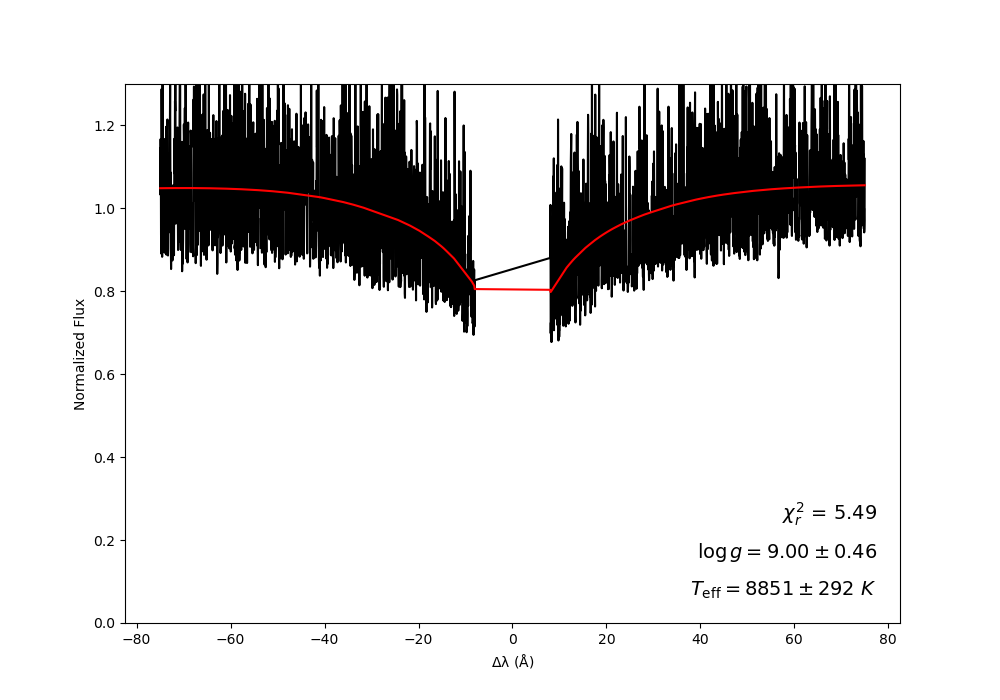 1.2
1.0
0.8
0.6
0.4
0.2
0.0
Normalized Flux
χ²ᵣ = 5.49
log g = 9.00 ± 0.46
T_eff = 8851 ± 292 K
−80 −60 −40 −20 0 20 40 60 80
Δλ (Å)